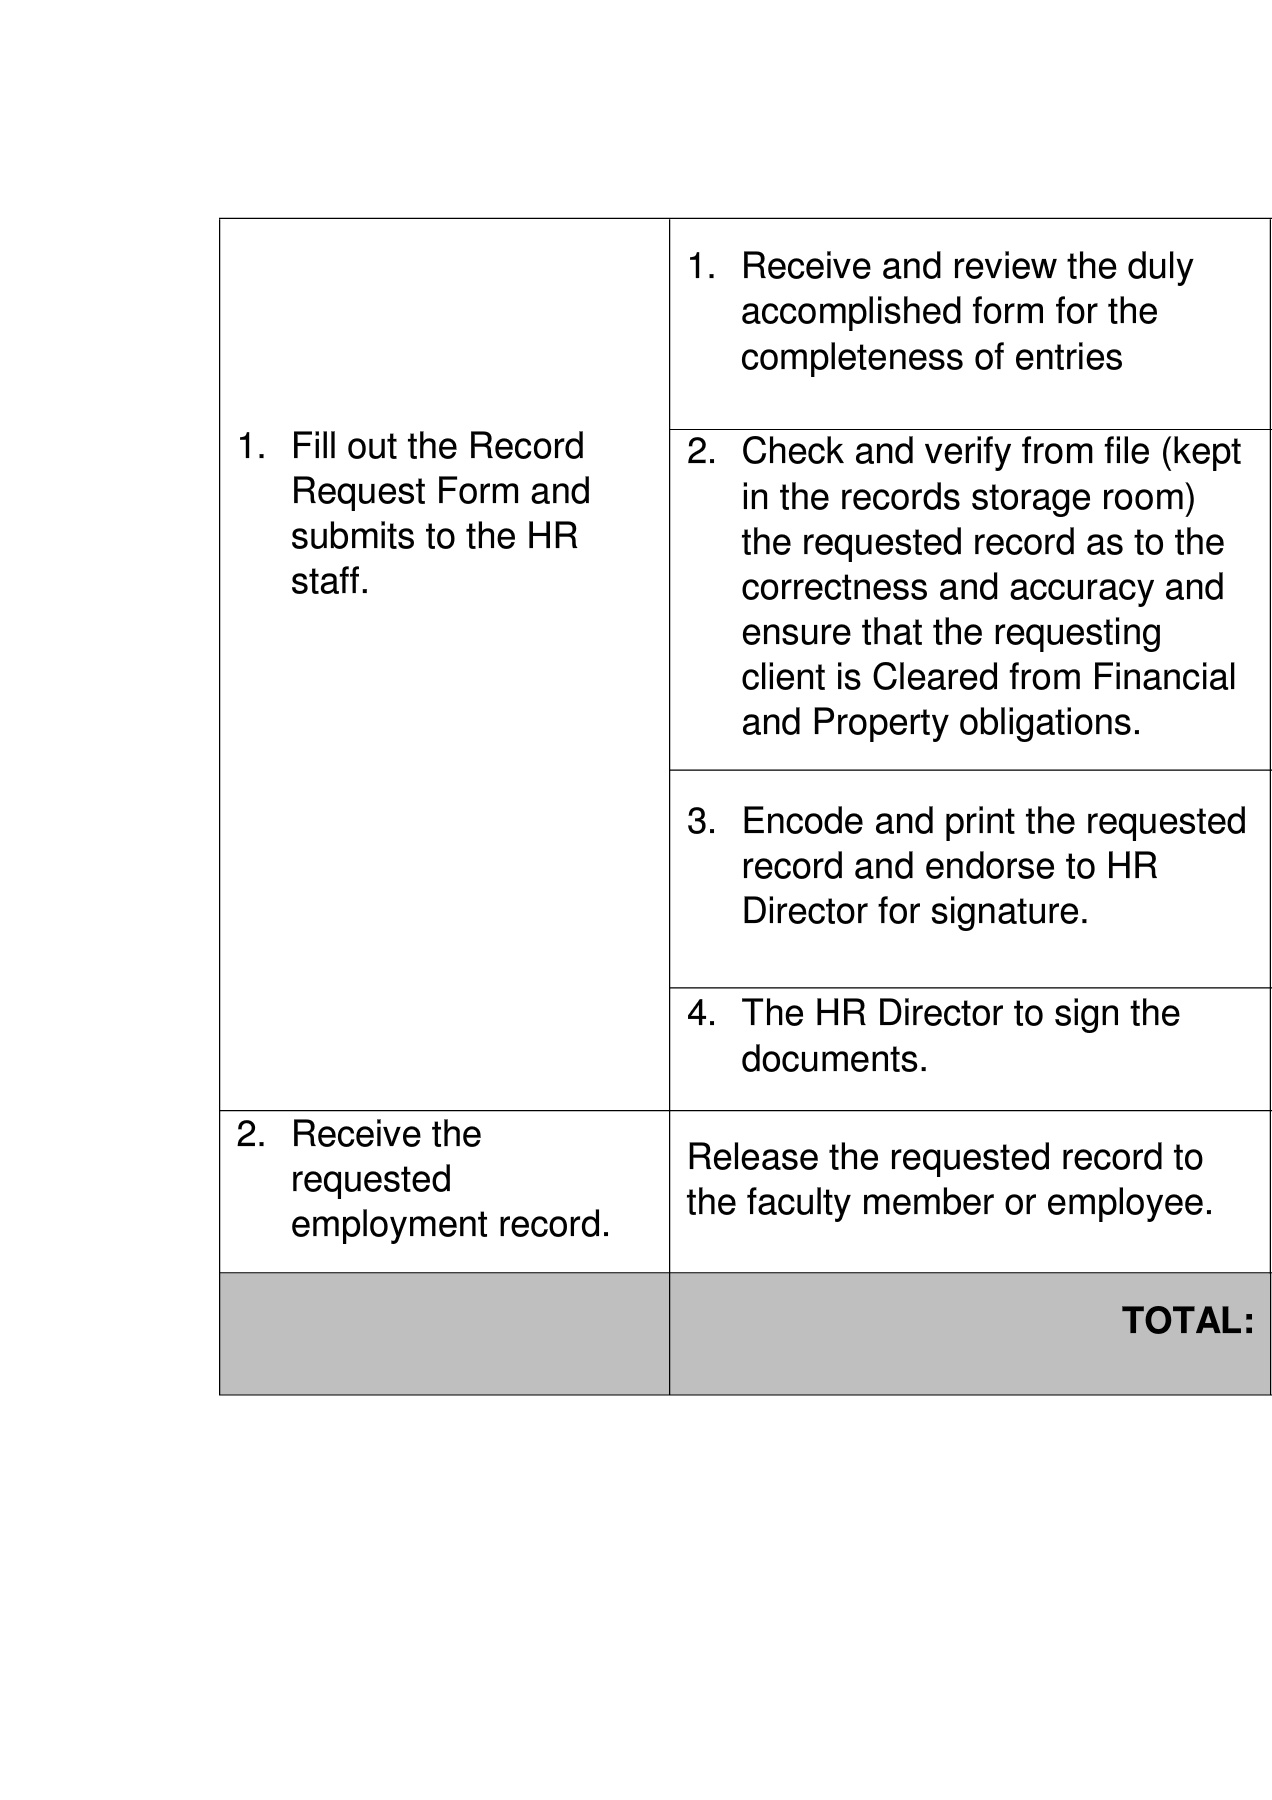 1. Fill out the Record
Request Form and
submits to the HR
staff.
1. Receive and review the duly
accomplished form for the
completeness of entries
2. Check and verify from file (kept
in the records storage room)
the requested record as to the
correctness and accuracy and
ensure that the requesting
client is Cleared from Financial
and Property obligations.
3. Encode and print the requested
record and endorse to HR
Director for signature.
4. The HR Director to sign the
documents.
2. Receive the
requested
employment record.
Release the requested record to
the faculty member or employee.
TOTAL: